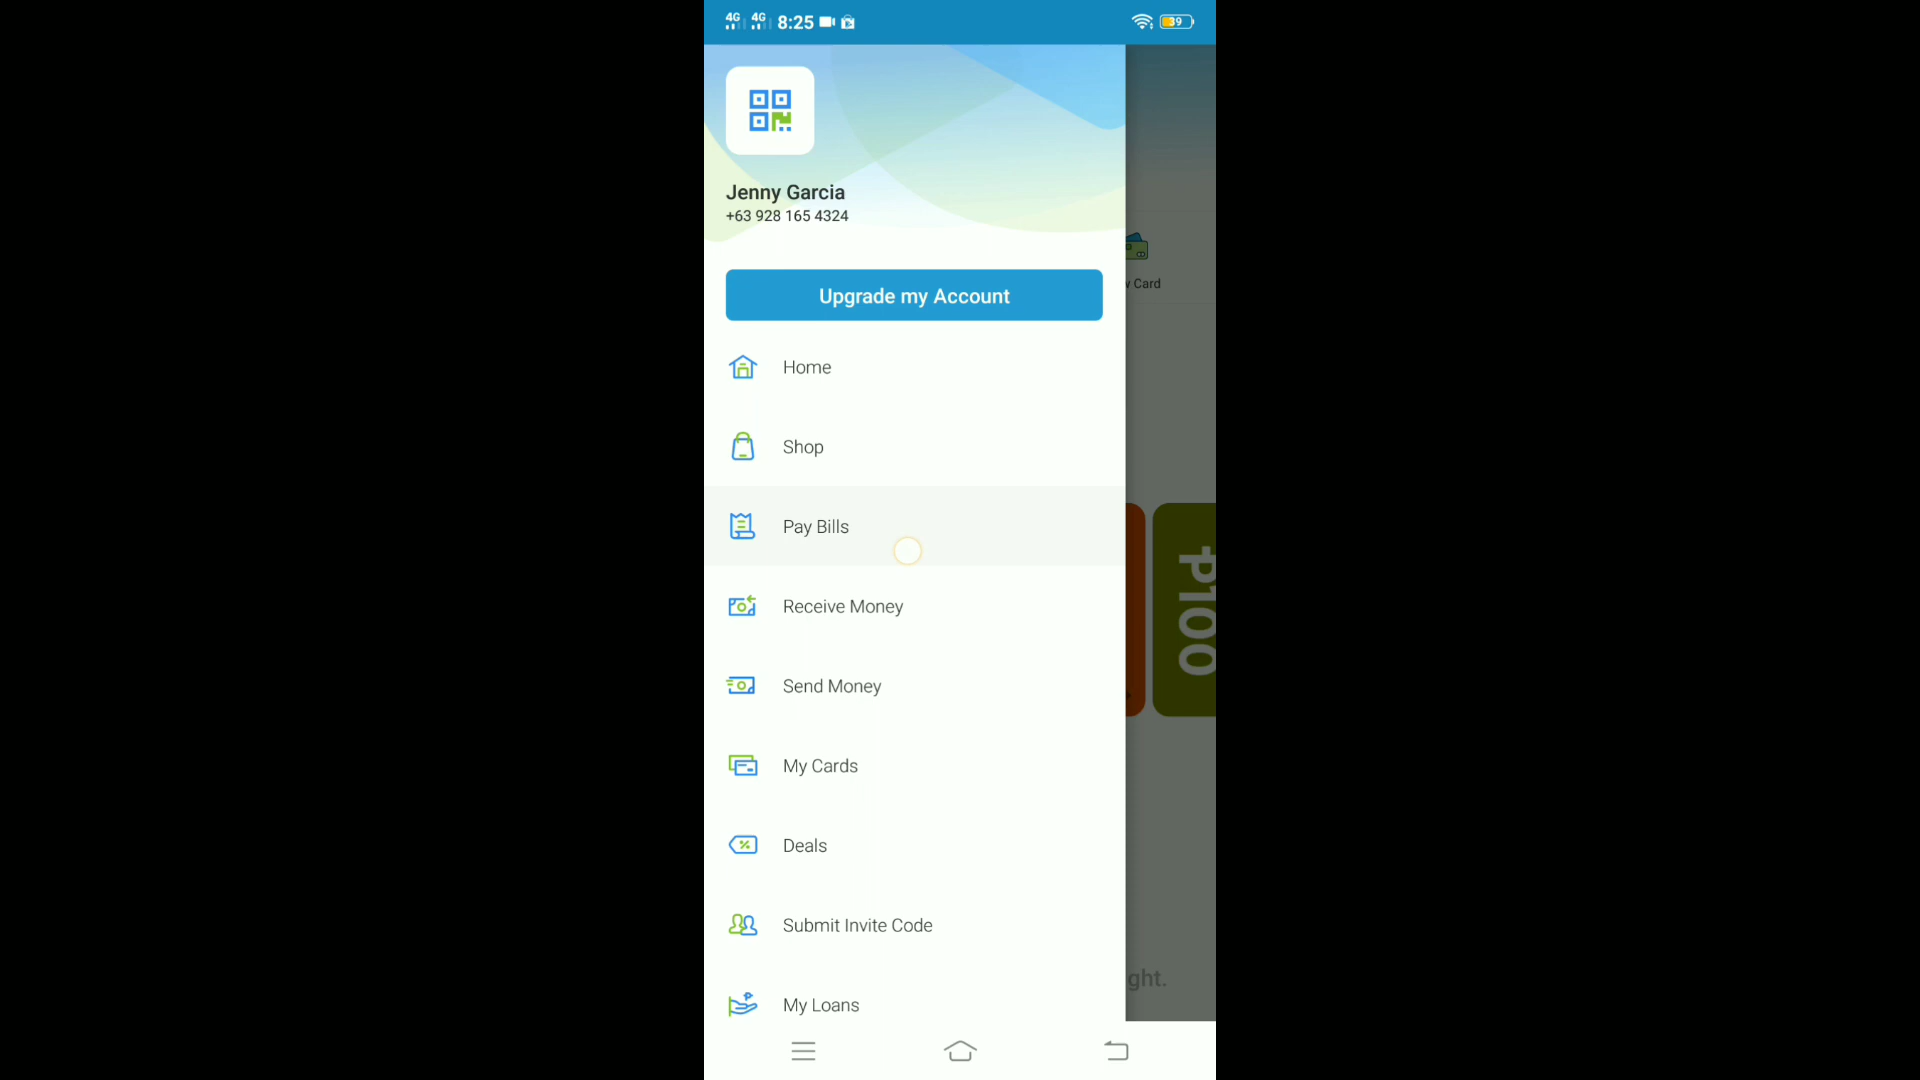 4G 4G 8:25 39
Jenny Garcia
+63 928 165 4324
Upgrade my Account
Card
Home
Shop
Pay Bills
₱100
Receive Money
Send Money
My Cards
Deals
Submit Invite Code
ght.
My Loans